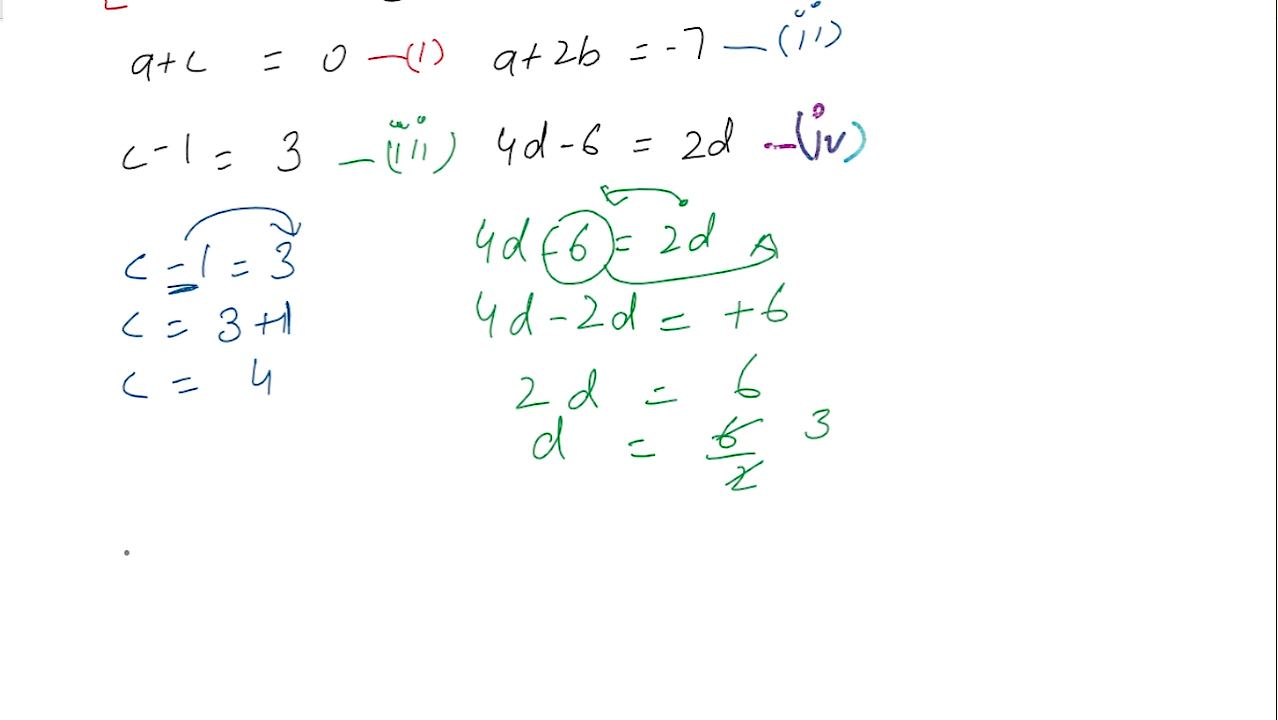 a+c = 0 —(i) a+2b = -7 —(ii)
c-1 = 3 —(iii) 4d-6 = 2d —(iv)
c-1 = 3 4d-6 = 2d
c = 3+1 4d-2d = +6
c = 4 2d = 6
d = 6/2 3